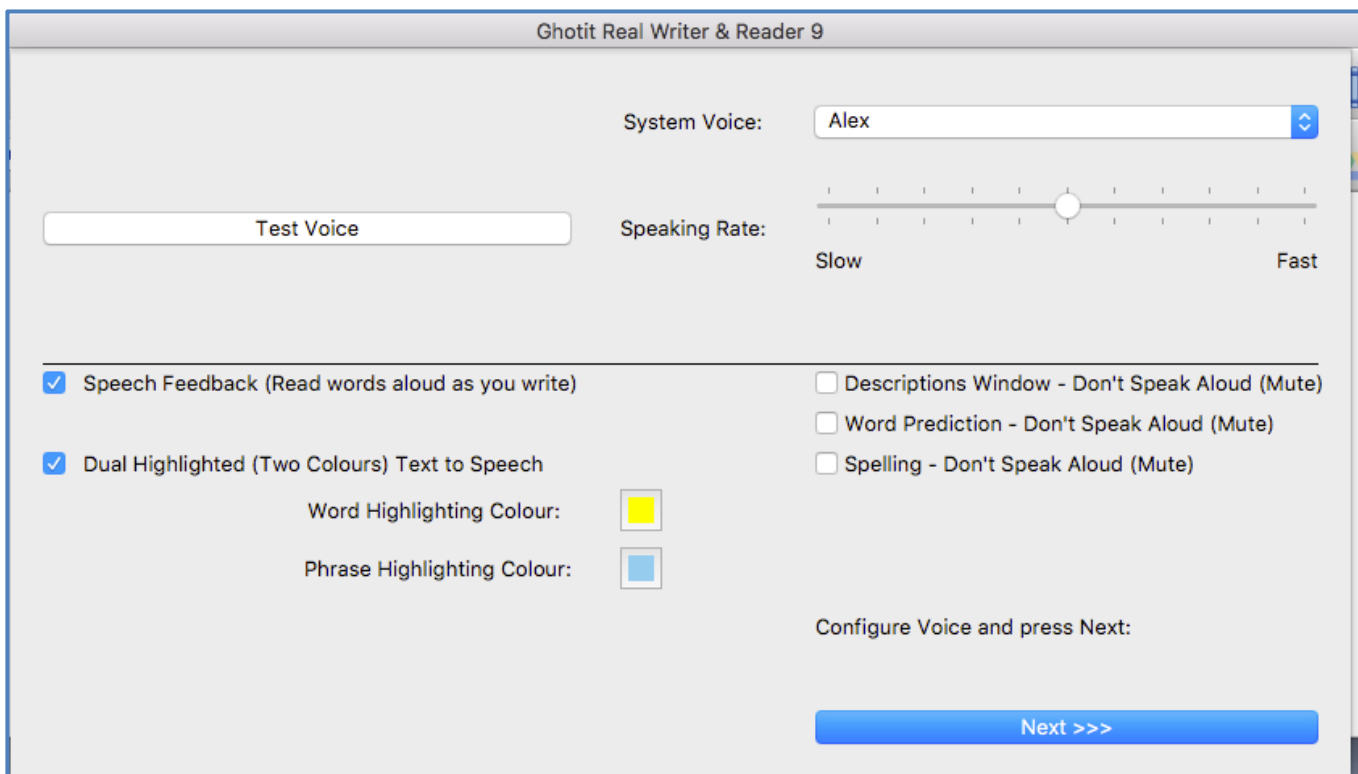 Ghotit Real Writer & Reader 9
System Voice:
Alex
Test Voice
Speaking Rate:
Slow
Fast
Speech Feedback (Read words aloud as you write)
Descriptions Window - Don't Speak Aloud (Mute)
Word Prediction - Don't Speak Aloud (Mute)
Dual Highlighted (Two Colours) Text to Speech
Spelling - Don't Speak Aloud (Mute)
Word Highlighting Colour:
Phrase Highlighting Colour:
Configure Voice and press Next:
Next >>>